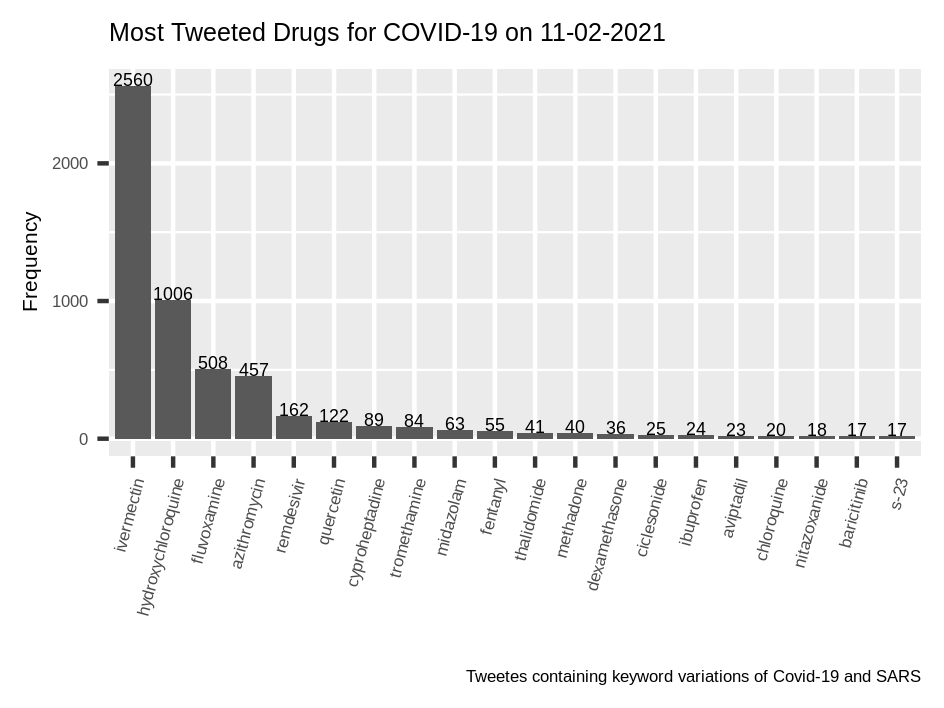 Most Tweeted Drugs for COVID-19 on 11-02-2021
Frequency
2000
1000
0
2560
1006
508
457
162
122
89
84
63
55
41
40
36
25
24
23
20
18
17
17
ivermectin
hydroxychloroquine
fluvoxamine
azithromycin
remdesivir
quercetin
cyproheptadine
tromethamine
midazolam
fentanyl
thalidomide
methadone
dexamethasone
ciclesonide
ibuprofen
aviptadil
chloroquine
nitazoxanide
baricitinib
s-23
Tweetes containing keyword variations of Covid-19 and SARS